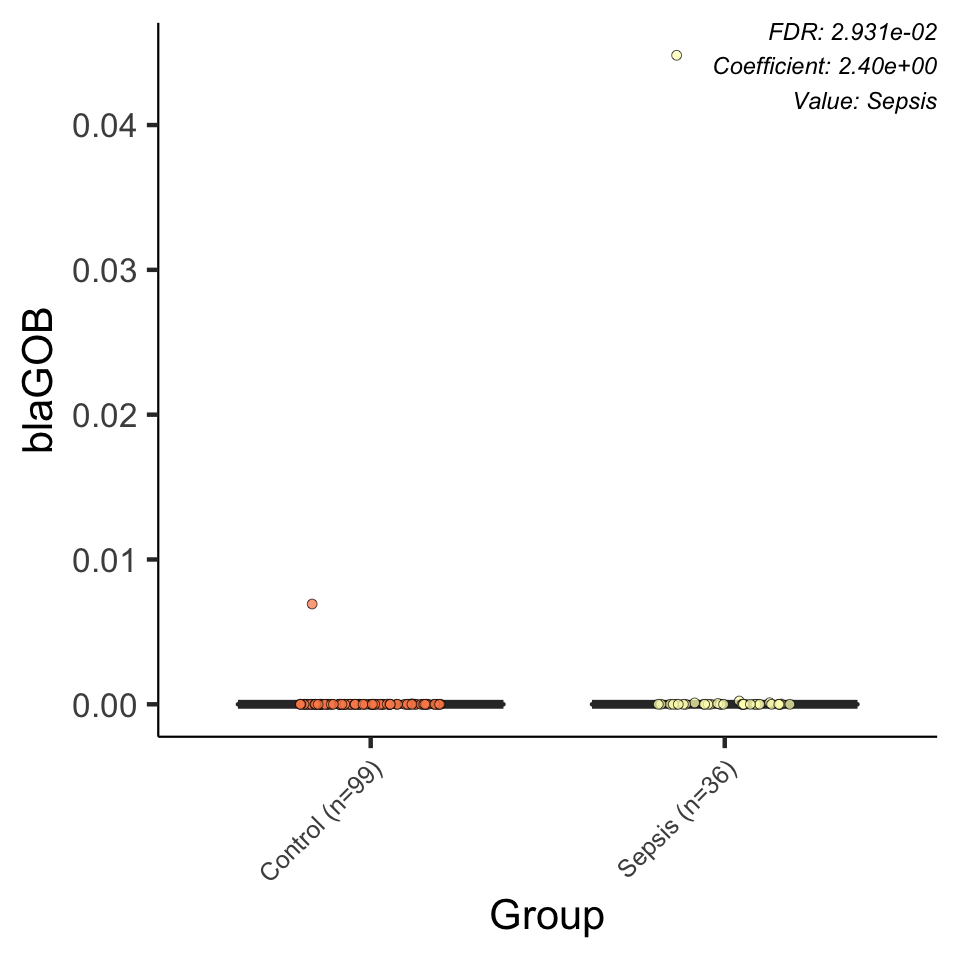 FDR: 2.931e-02
Coefficient: 2.40e+00
Value: Sepsis
0.04
0.03
0.02
0.01
0.00
blaGOB
Control (n=99)
Sepsis (n=36)
Group